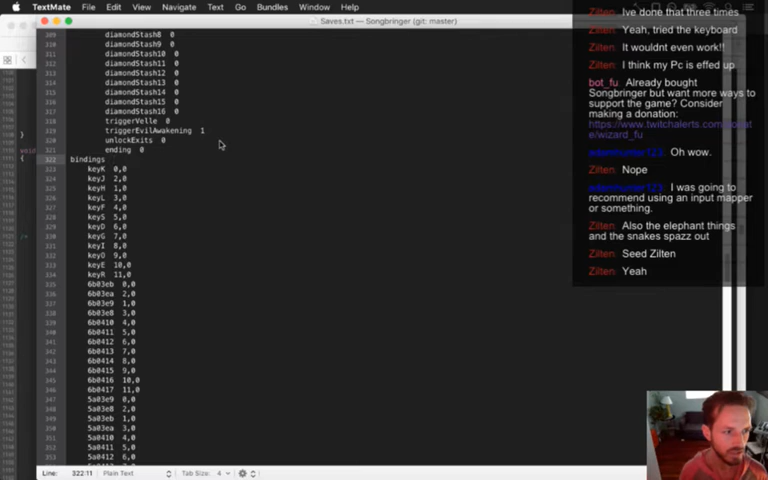 TextMate File Edit View Navigate Text Go Bundles Window Help
Saves.txt — Songbringer (git: master)
309 diamondStash8 0
310 diamondStash9 0
311 diamondStash10 0
312 diamondStash11 0
313 diamondStash12 0
314 diamondStash13 0
315 diamondStash14 0
316 diamondStash15 0
317 diamondStash16 0
318 triggerVelle 0
319 triggerEvilAwakening 1
320 unlockExits 0
321 ending 0
322 bindings
323 keyK 0,0
324 keyJ 2,0
325 keyH 1,0
326 keyL 3,0
327 keyF 4,0
328 keyS 5,0
329 keyD 6,0
330 keyG 7,0
331 keyI 8,0
332 keyO 9,0
333 keyE 10,0
334 keyR 11,0
335 6b03eb 0,0
336 6b03ea 2,0
337 6b03e9 1,0
338 6b03e8 3,0
339 6b0410 4,0
340 6b0411 5,0
341 6b0412 6,0
342 6b0413 7,0
343 6b0414 8,0
344 6b0415 9,0
345 6b0416 10,0
346 6b0417 11,0
347 5a03e9 0,0
348 5a03e8 2,0
349 5a03eb 1,0
350 5a03ea 3,0
351 5a0410 4,0
352 5a0411 5,0
353 5a0412 6,0
Line: 322:11 Plain Text Tab Size: 4
Zilten Ive done that three times
Zilten Yeah, tried the keyboard
Zilten It wouldnt even work!!
Zilten I think my Pc is effed up
bot_fu Already bought
Songbringer but want more ways to
support the game? Consider
making a donation:
https://www.twitchalerts.com/donat
e/wizard_fu
Oh wow.
Zilten Nope
I was going to
recommend using an input mapper
or something.
Zilten Also the elephant things
and the snakes spazz out
Zilten Seed Zilten
Zilten Yeah